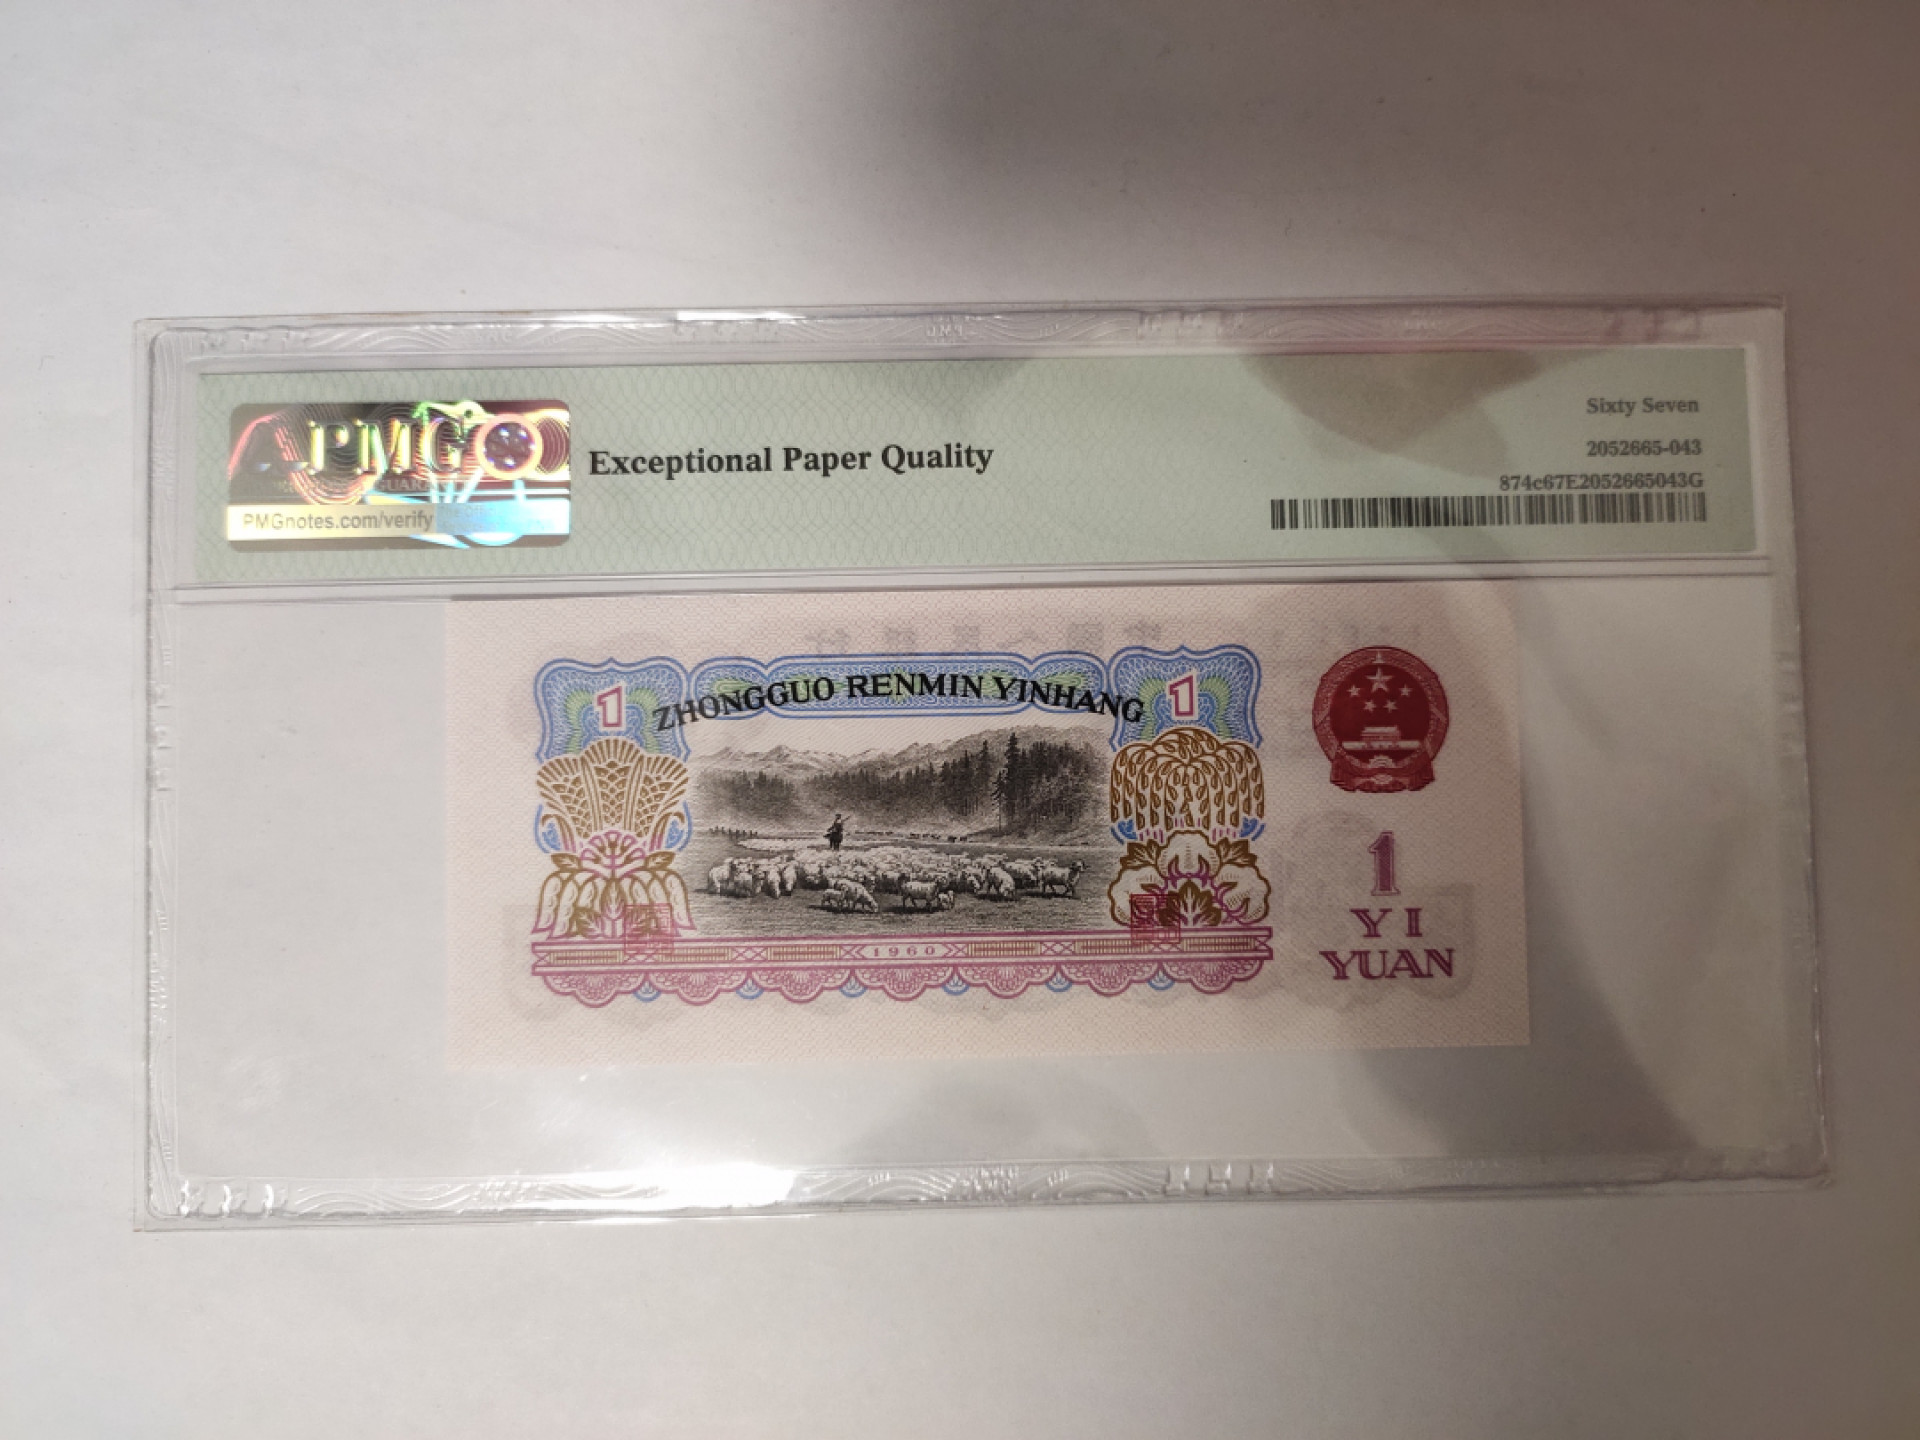 PMG
PMGnotes.com/verify
Exceptional Paper Quality
Sixty Seven
2052665-043
874c67E2052665043G
1
ZHONGGUO RENMIN YINHANG
1
1960
1
YI
YUAN